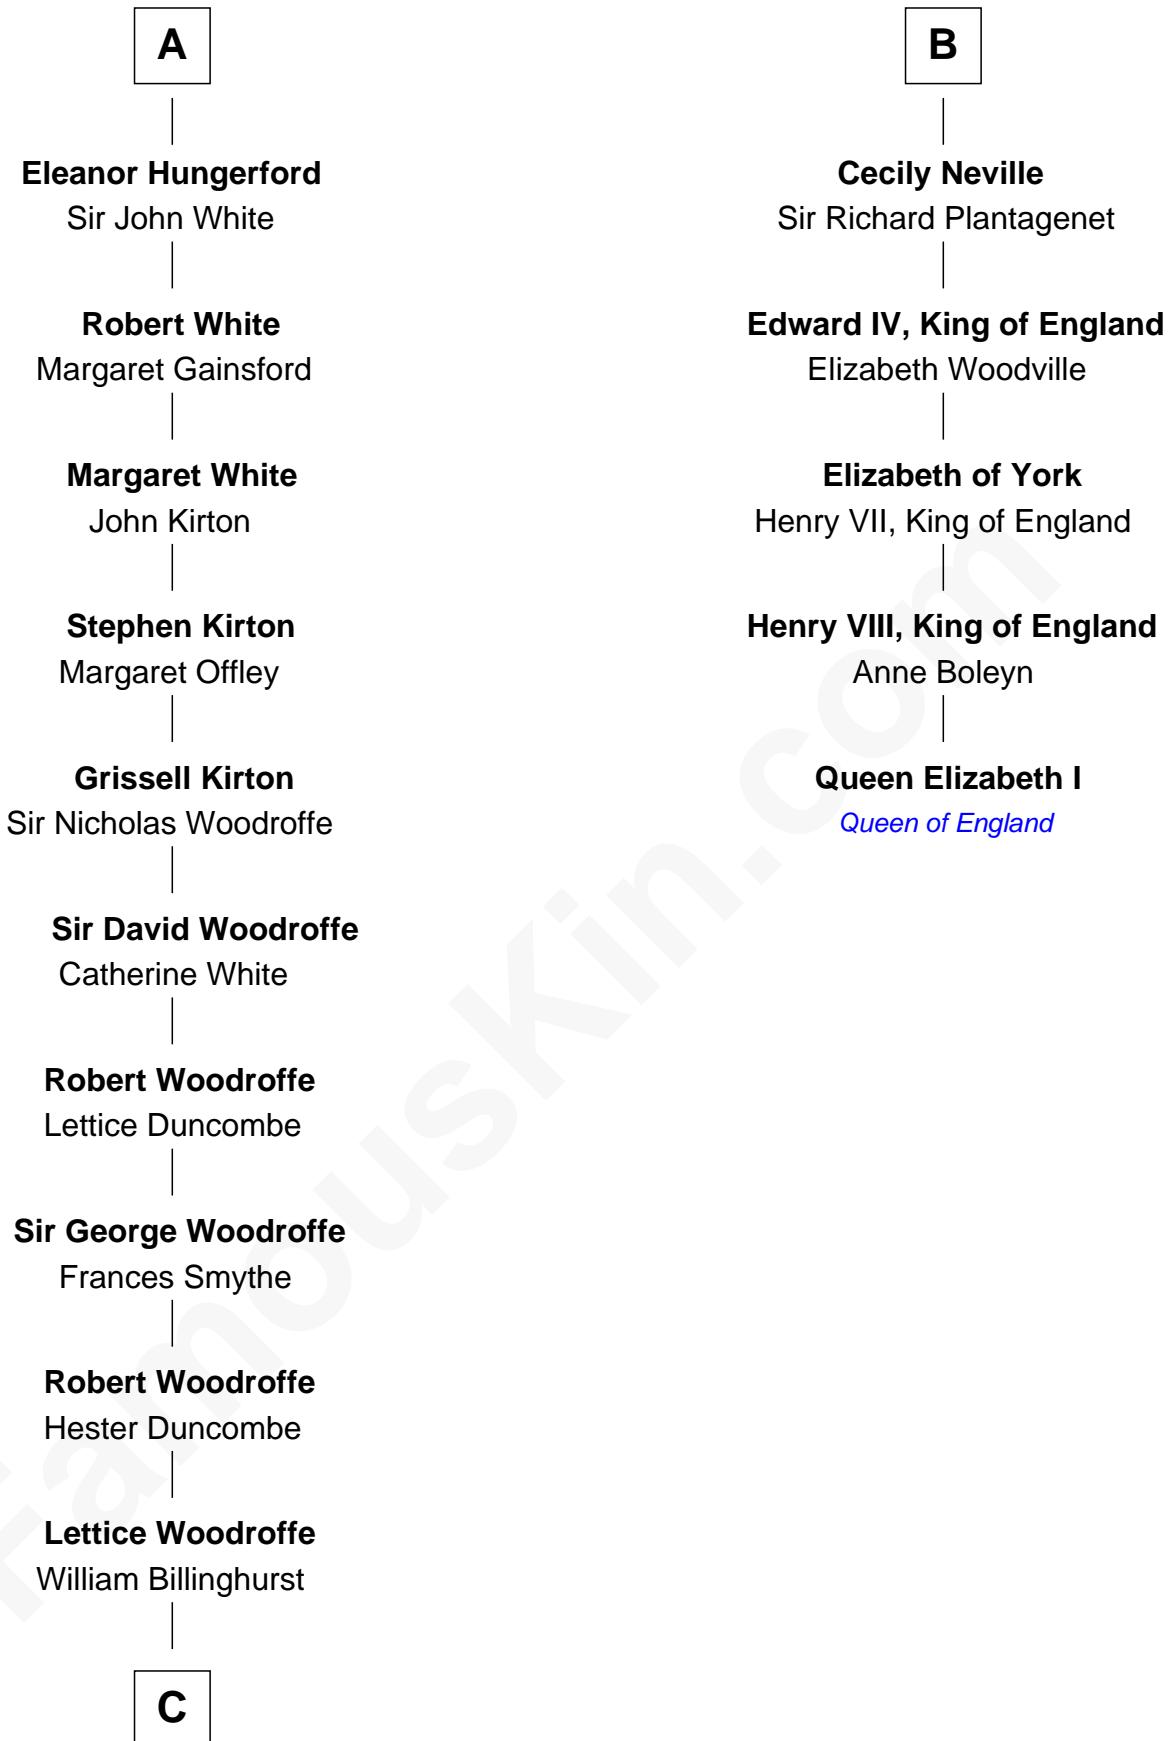 A
Eleanor Hungerford
Sir John White
Robert White
Margaret Gainsford
Margaret White
John Kirton
Stephen Kirton
Margaret Offley
Grissell Kirton
Sir Nicholas Woodroffe
Sir David Woodroffe
Catherine White
Robert Woodroffe
Lettice Duncombe
Sir George Woodroffe
Frances Smythe
Robert Woodroffe
Hester Duncombe
Lettice Woodroffe
William Billinghurst
C
B
Cecily Neville
Sir Richard Plantagenet
Edward IV, King of England
Elizabeth Woodville
Elizabeth of York
Henry VII, King of England
Henry VIII, King of England
Anne Boleyn
Queen Elizabeth I
Queen of England
FamousKin.com